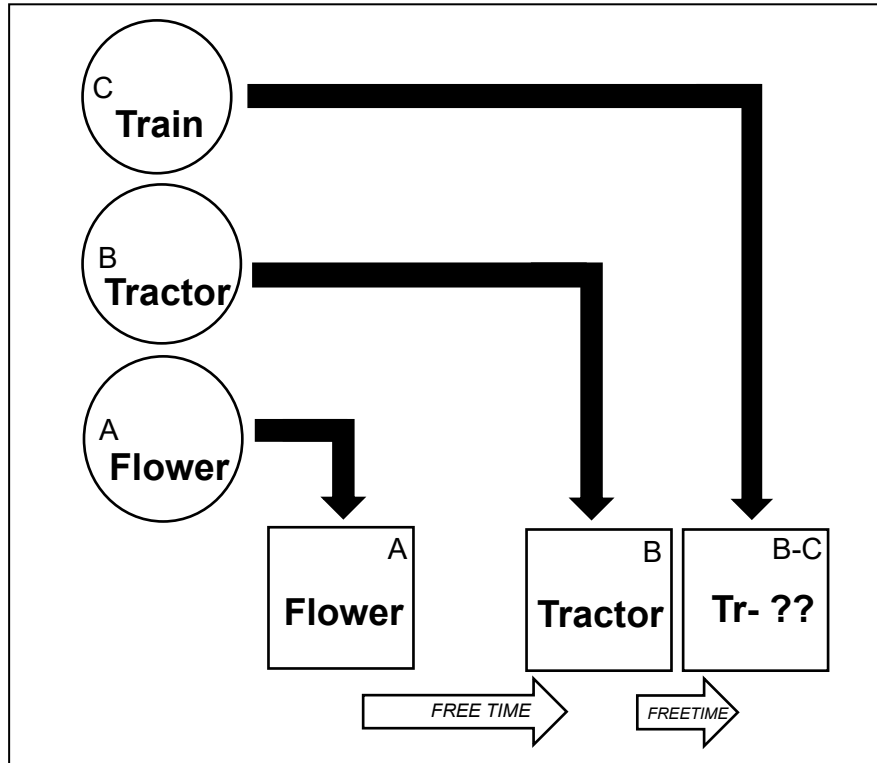 C
Train
B
Tractor
A
Flower
A
Flower
B
Tractor
B-C
Tr- ??
FREE TIME
FREETIME